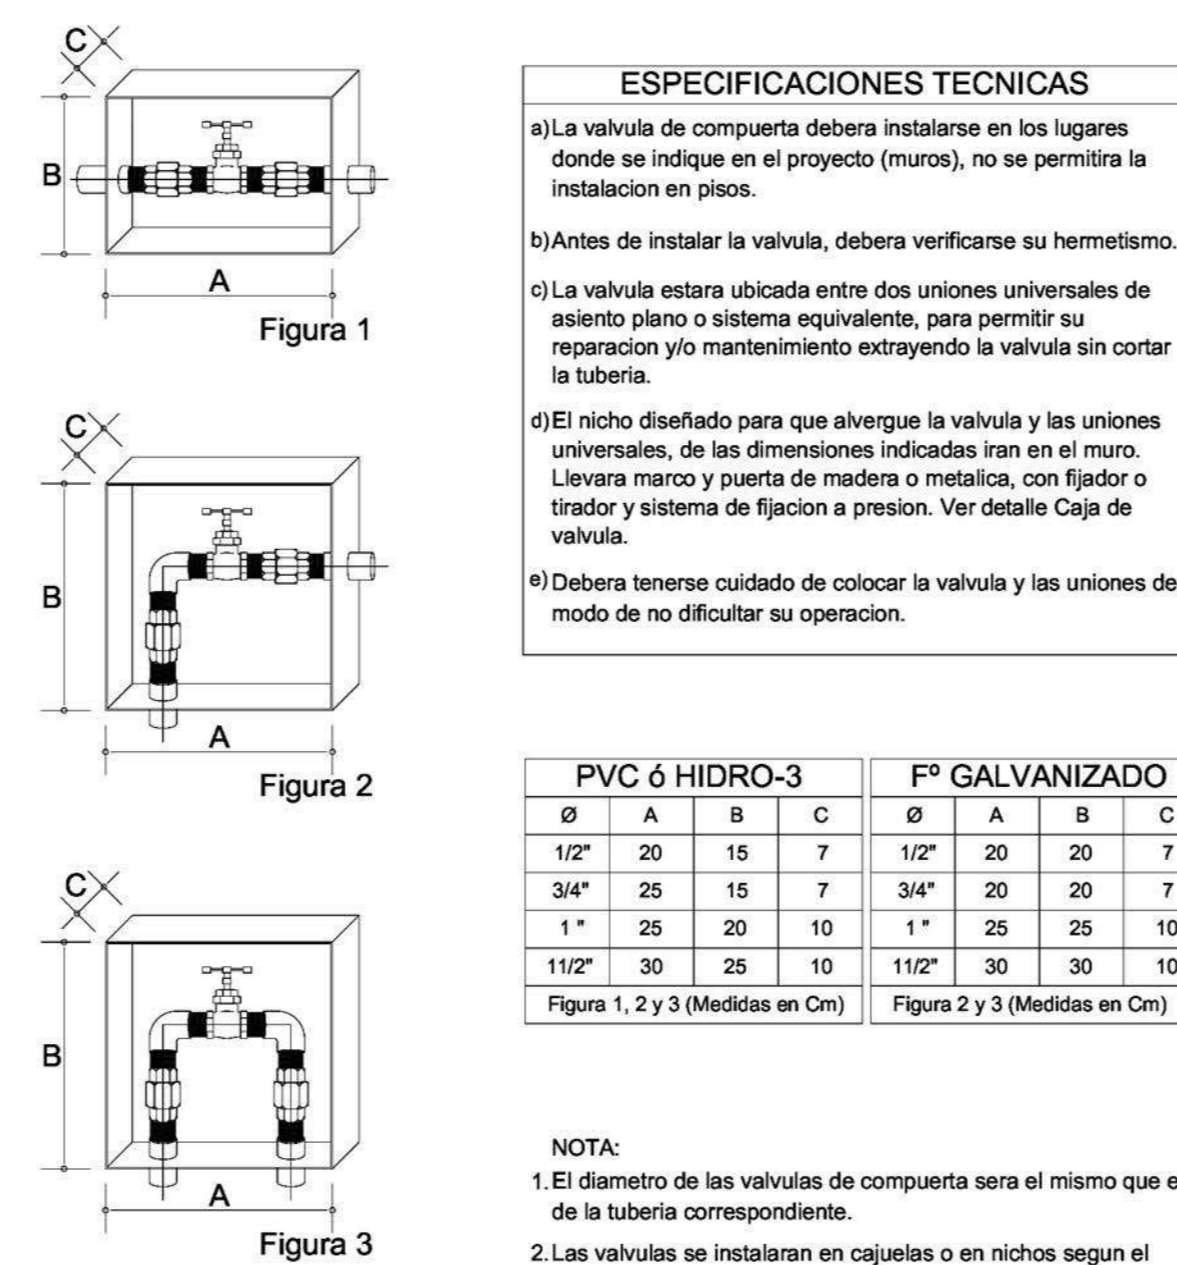 C
B
A
Figura 1
C
B
A
Figura 2
C
B
A
Figura 3
ESPECIFICACIONES TECNICAS
a) La valvula de compuerta debera instalarse en los lugares
donde se indique en el proyecto (muros), no se permitira la
instalacion en pisos.
b) Antes de instalar la valvula, debera verificarse su hermetismo.
c) La valvula estara ubicada entre dos uniones universales de
asiento plano o sistema equivalente, para permitir su
reparacion y/o mantenimiento extrayendo la valvula sin cortar
la tuberia.
d) El nicho diseñado para que alvergue la valvula y las uniones
universales, de las dimensiones indicadas iran en el muro.
Llevara marco y puerta de madera o metalica, con fijador o
tirador y sistema de fijacion a presion. Ver detalle Caja de
valvula.
e) Debera tenerse cuidado de colocar la valvula y las uniones de
modo de no dificultar su operacion.
PVC ó HIDRO-3
Ø A B C
1/2" 20 15 7
3/4" 25 15 7
1 " 25 20 10
11/2" 30 25 10
Figura 1, 2 y 3 (Medidas en Cm)
Fº GALVANIZADO
Ø A B C
1/2" 20 20 7
3/4" 20 20 7
1 " 25 25 10
11/2" 30 30 10
Figura 2 y 3 (Medidas en Cm)
NOTA:
1. El diametro de las valvulas de compuerta sera el mismo que
de la tuberia correspondiente.
2. Las valvulas se instalaran en cajuelas o en nichos segun el